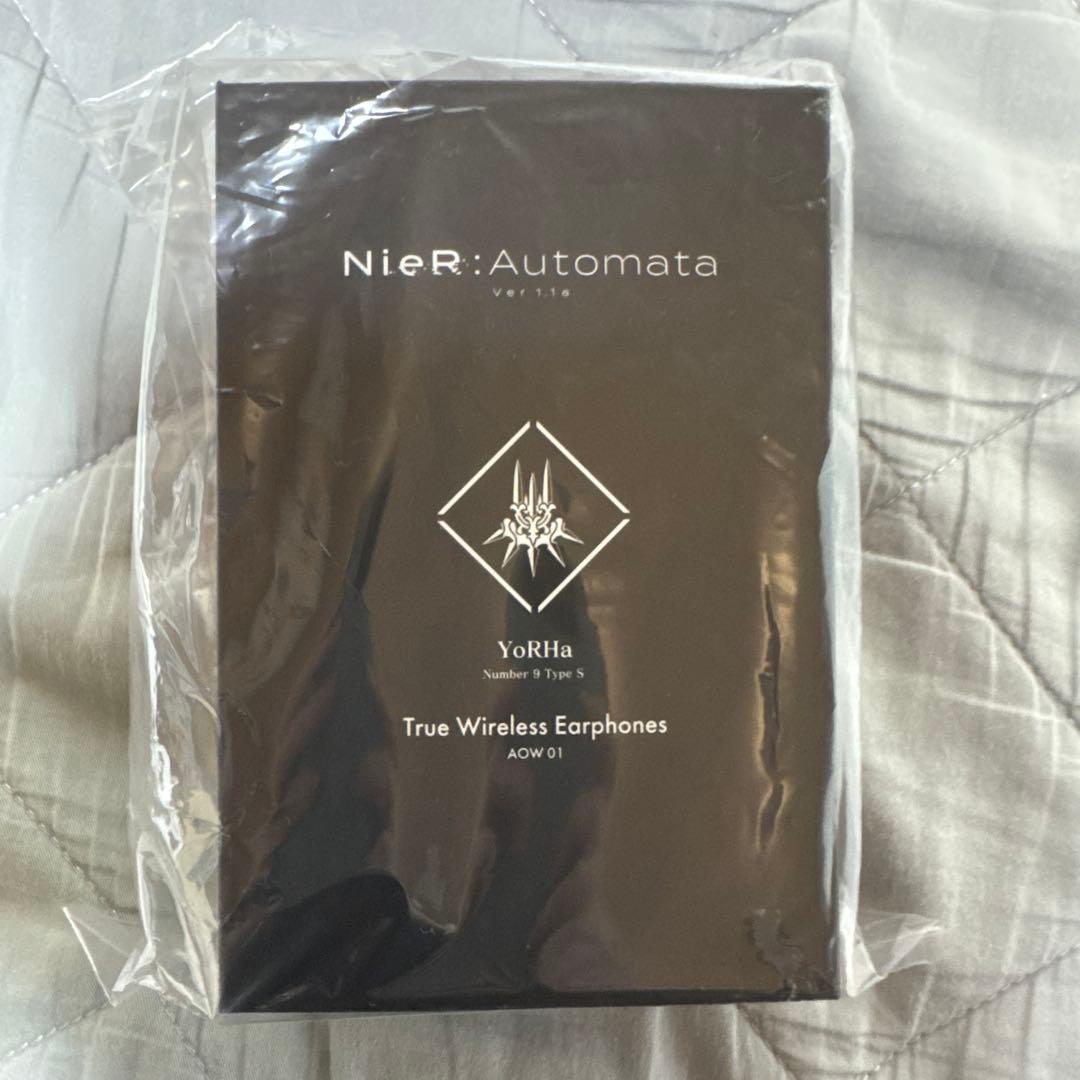 NieR:Automata
Ver 1.1a
YoRHa
Number 9 Type S
True Wireless Earphones
AOW 01